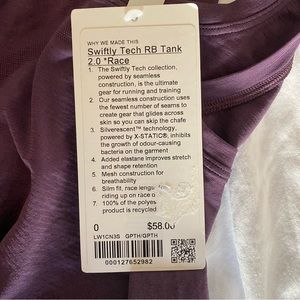 WHY WE MADE THIS
Swiftly Tech RB Tank
2.0 *Race
1. The Swiftly Tech collection,
powered by seamless
construction, is the ultimate
gear for running and training
2. Our seamless construction uses
the fewest number of seams to
create gear that glides across
skin so you can skip the chafe
3. Silverescent™ technology,
powered by X-STATIC®, inhibits
the growth of odour-causing
bacteria on the garment
4. Added elastane improves stretch
and shape retention
5. Mesh construction for
breathability
6. Slim fit, race leng
riding up on race
7. 100% of the polyes
product is recycled
0 $58.00
LW1CN3S GPTH/GPTH
000127652982